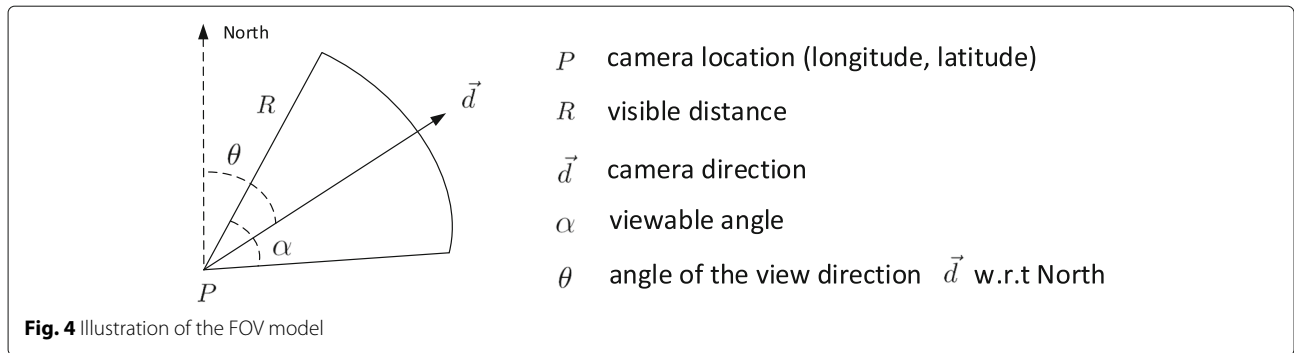 North
R
d⃗
θ
α
P
P camera location (longitude, latitude)
R visible distance
d⃗ camera direction
α viewable angle
θ angle of the view direction d⃗ w.r.t North
Fig. 4 Illustration of the FOV model